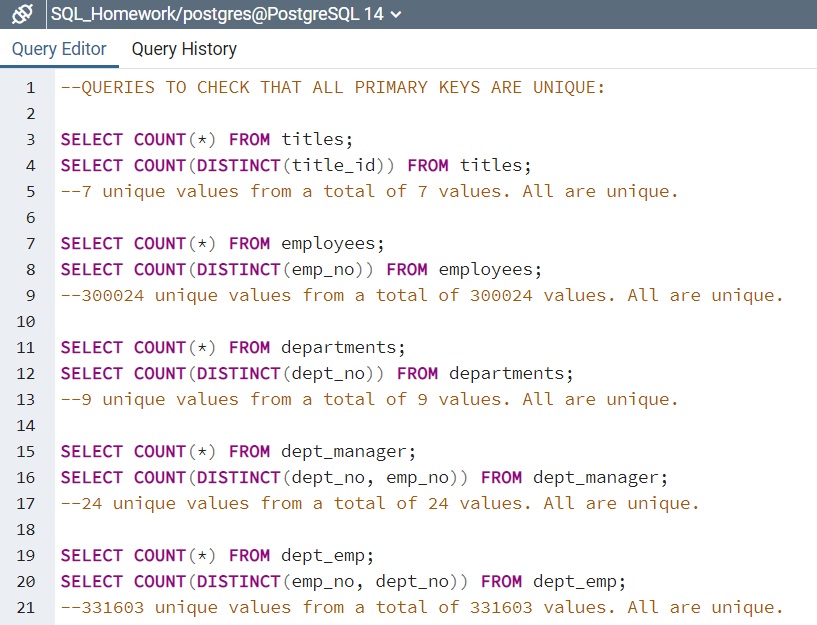 SQL_Homework/postgres@PostgreSQL 14
Query Editor Query History
1 --QUERIES TO CHECK THAT ALL PRIMARY KEYS ARE UNIQUE:
2
3 SELECT COUNT(*) FROM titles;
4 SELECT COUNT(DISTINCT(title_id)) FROM titles;
5 --7 unique values from a total of 7 values. All are unique.
6
7 SELECT COUNT(*) FROM employees;
8 SELECT COUNT(DISTINCT(emp_no)) FROM employees;
9 --300024 unique values from a total of 300024 values. All are unique.
10
11 SELECT COUNT(*) FROM departments;
12 SELECT COUNT(DISTINCT(dept_no)) FROM departments;
13 --9 unique values from a total of 9 values. All are unique.
14
15 SELECT COUNT(*) FROM dept_manager;
16 SELECT COUNT(DISTINCT(dept_no, emp_no)) FROM dept_manager;
17 --24 unique values from a total of 24 values. All are unique.
18
19 SELECT COUNT(*) FROM dept_emp;
20 SELECT COUNT(DISTINCT(emp_no, dept_no)) FROM dept_emp;
21 --331603 unique values from a total of 331603 values. All are unique.